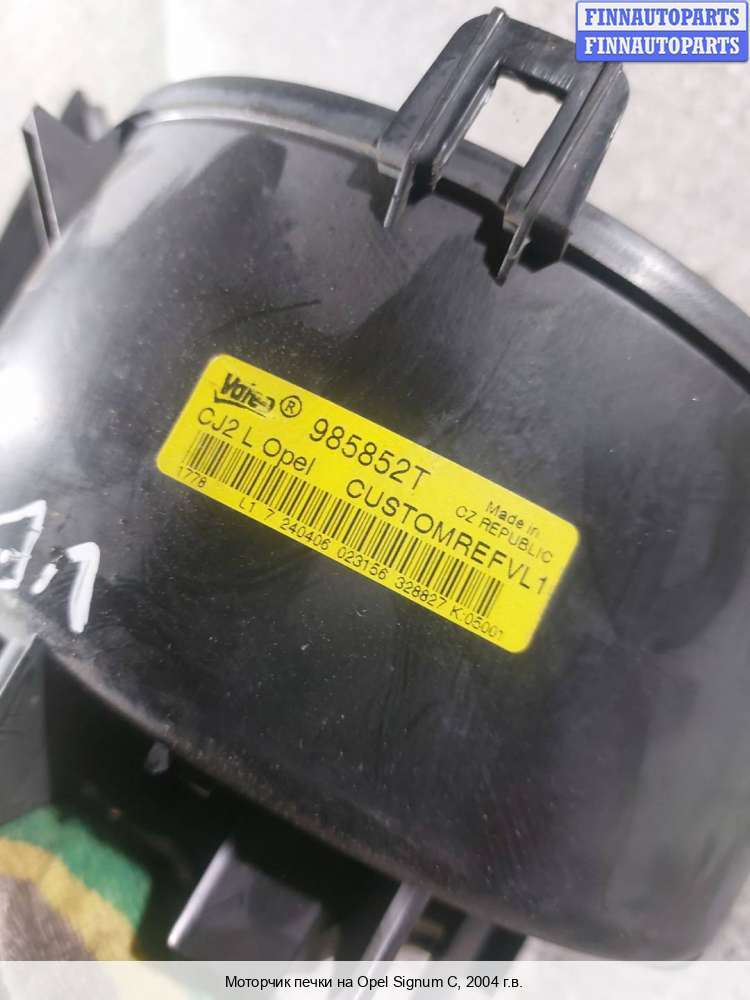 FINNAUTOPARTS
FINNAUTOPARTS
Valeo ® 985852T
Made in
CZ REPUBLIC
CJ2 L Opel CUSTOMREFVL1
1778 L1 7 240406 023156 328827 K:05001
Моторчик печки на Opel Signum C, 2004 г.в.